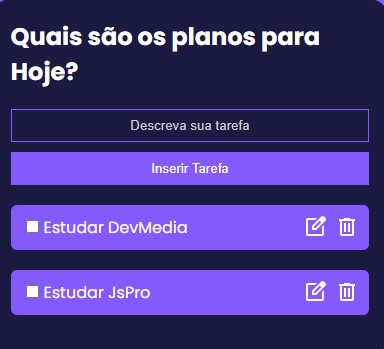 Quais são os planos para
Hoje?
Descreva sua tarefa
Inserir Tarefa
Estudar DevMedia
Estudar JsPro